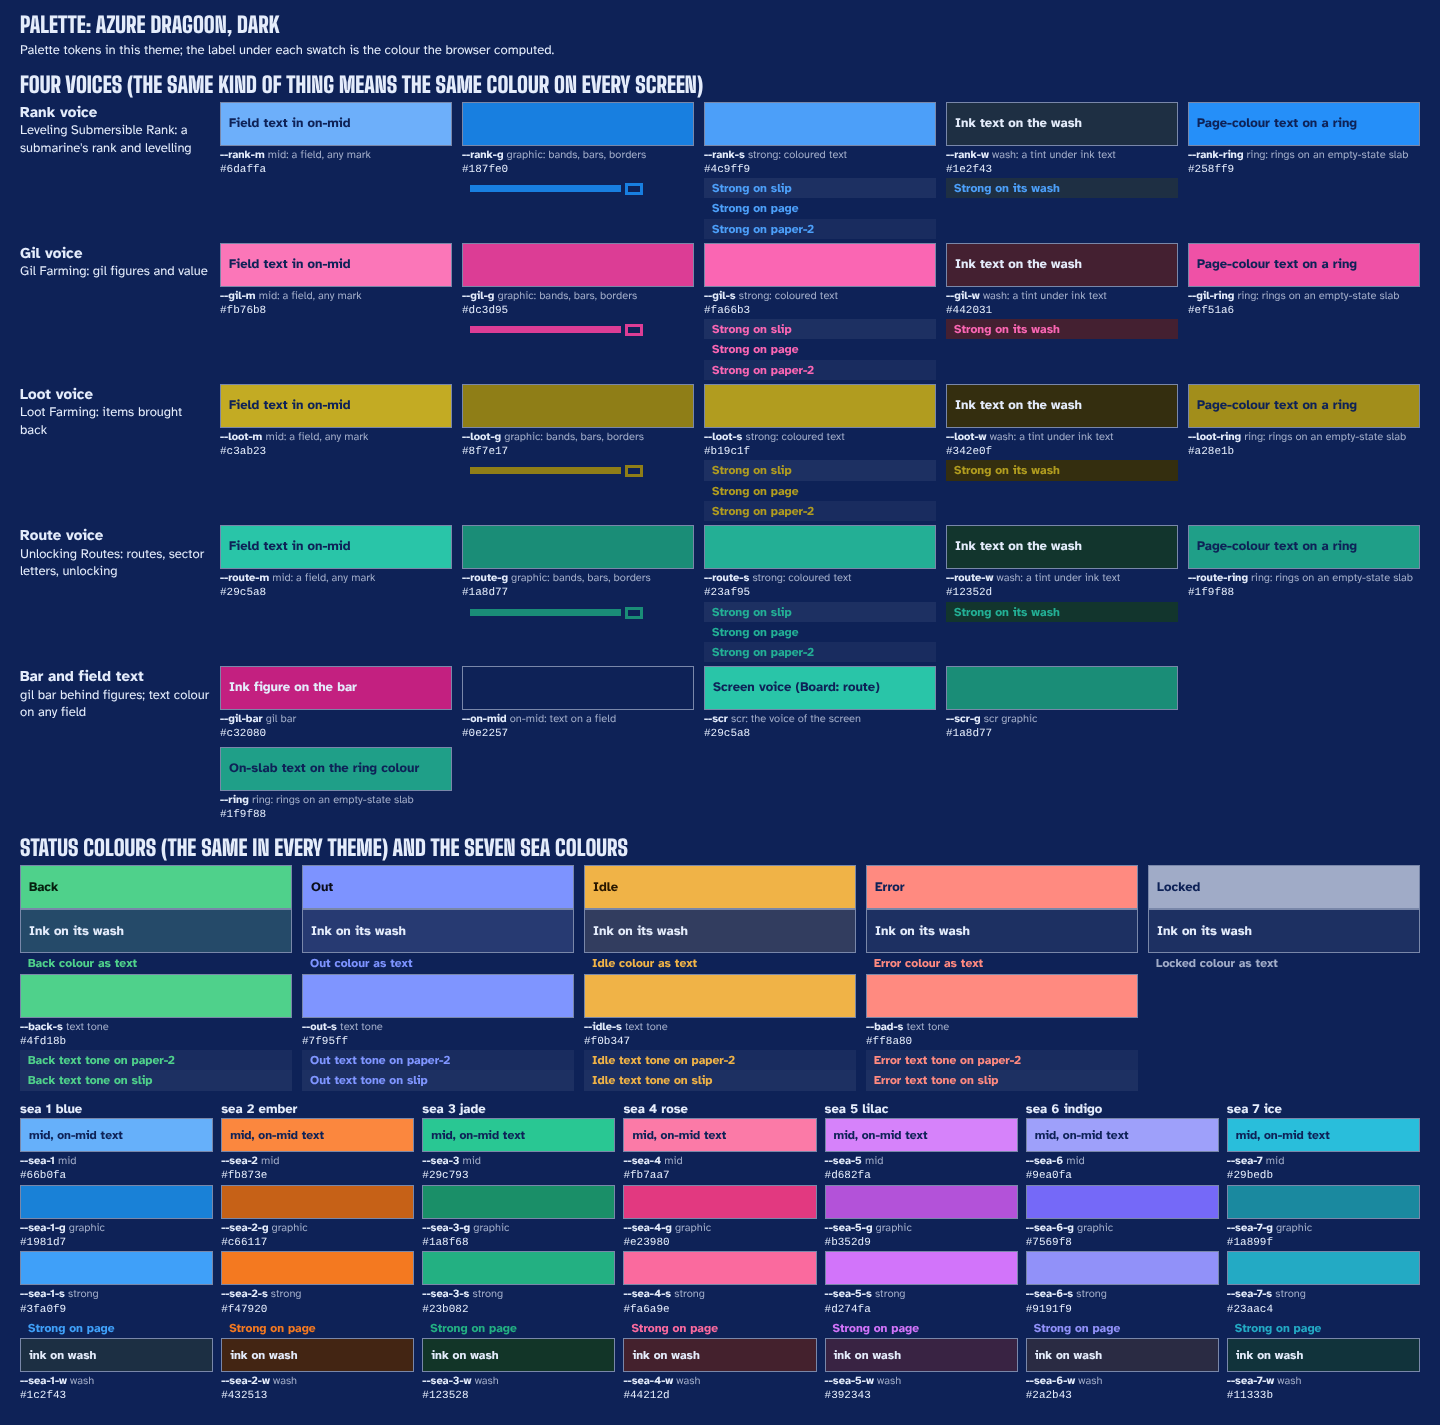 PALETTE: AZURE DRAGOON, DARK
Palette tokens in this theme; the label under each swatch is the colour the browser computed.
FOUR VOICES (THE SAME KIND OF THING MEANS THE SAME COLOUR ON EVERY SCREEN)
Rank voice
Leveling Submersible Rank: a
submarine's rank and levelling
Field text in on-mid
--rank-m mid: a field, any mark
#6daffa
--rank-g graphic: bands, bars, borders
#187fe0
--rank-s strong: coloured text
#4c9ff9
Strong on slip
Strong on page
Strong on paper-2
Ink text on the wash
--rank-w wash: a tint under ink text
#1e2f43
Strong on its wash
Page-colour text on a ring
--rank-ring ring: rings on an empty-state slab
#258ff9
Gil voice
Gil Farming: gil figures and value
Field text in on-mid
--gil-m mid: a field, any mark
#fb76b8
--gil-g graphic: bands, bars, borders
#dc3d95
--gil-s strong: coloured text
#fa66b3
Strong on slip
Strong on page
Strong on paper-2
Ink text on the wash
--gil-w wash: a tint under ink text
#442031
Strong on its wash
Page-colour text on a ring
--gil-ring ring: rings on an empty-state slab
#ef51a6
Loot voice
Loot Farming: items brought
back
Field text in on-mid
--loot-m mid: a field, any mark
#c3ab23
--loot-g graphic: bands, bars, borders
#8f7e17
--loot-s strong: coloured text
#b19c1f
Strong on slip
Strong on page
Strong on paper-2
Ink text on the wash
--loot-w wash: a tint under ink text
#342e0f
Strong on its wash
Page-colour text on a ring
--loot-ring ring: rings on an empty-state slab
#a28e1b
Route voice
Unlocking Routes: routes, sector
letters, unlocking
Field text in on-mid
--route-m mid: a field, any mark
#29c5a8
--route-g graphic: bands, bars, borders
#1a8d77
--route-s strong: coloured text
#23af95
Strong on slip
Strong on page
Strong on paper-2
Ink text on the wash
--route-w wash: a tint under ink text
#12352d
Strong on its wash
Page-colour text on a ring
--route-ring ring: rings on an empty-state slab
#1f9f88
Bar and field text
gil bar behind figures; text colour
on any field
Ink figure on the bar
--gil-bar gil bar
#c32080
--on-mid on-mid: text on a field
#0e2257
Screen voice (Board: route)
--scr scr: the voice of the screen
#29c5a8
--scr-g scr graphic
#1a8d77
On-slab text on the ring colour
--ring ring: rings on an empty-state slab
#1f9f88
STATUS COLOURS (THE SAME IN EVERY THEME) AND THE SEVEN SEA COLOURS
Back
Ink on its wash
Back colour as text
--back-s text tone
#4fd18b
Back text tone on paper-2
Back text tone on slip
Out
Ink on its wash
Out colour as text
--out-s text tone
#7f95ff
Out text tone on paper-2
Out text tone on slip
Idle
Ink on its wash
Idle colour as text
--idle-s text tone
#f0b347
Idle text tone on paper-2
Idle text tone on slip
Error
Ink on its wash
Error colour as text
--bad-s text tone
#ff8a80
Error text tone on paper-2
Error text tone on slip
Locked
Ink on its wash
Locked colour as text
sea 1 blue
mid, on-mid text
--sea-1 mid
#66b0fa
--sea-1-g graphic
#1981d7
--sea-1-s strong
#3fa0f9
Strong on page
ink on wash
--sea-1-w wash
#1c2f43
sea 2 ember
mid, on-mid text
--sea-2 mid
#fb873e
--sea-2-g graphic
#c66117
--sea-2-s strong
#f47920
Strong on page
ink on wash
--sea-2-w wash
#432513
sea 3 jade
mid, on-mid text
--sea-3 mid
#29c793
--sea-3-g graphic
#1a8f68
--sea-3-s strong
#23b082
Strong on page
ink on wash
--sea-3-w wash
#123528
sea 4 rose
mid, on-mid text
--sea-4 mid
#fb7aa7
--sea-4-g graphic
#e23980
--sea-4-s strong
#fa6a9e
Strong on page
ink on wash
--sea-4-w wash
#44212d
sea 5 lilac
mid, on-mid text
--sea-5 mid
#d682fa
--sea-5-g graphic
#b352d9
--sea-5-s strong
#d274fa
Strong on page
ink on wash
--sea-5-w wash
#392343
sea 6 indigo
mid, on-mid text
--sea-6 mid
#9ea0fa
--sea-6-g graphic
#7569f8
--sea-6-s strong
#9191f9
Strong on page
ink on wash
--sea-6-w wash
#2a2b43
sea 7 ice
mid, on-mid text
--sea-7 mid
#29bedb
--sea-7-g graphic
#1a899f
--sea-7-s strong
#23aac4
Strong on page
ink on wash
--sea-7-w wash
#11333b